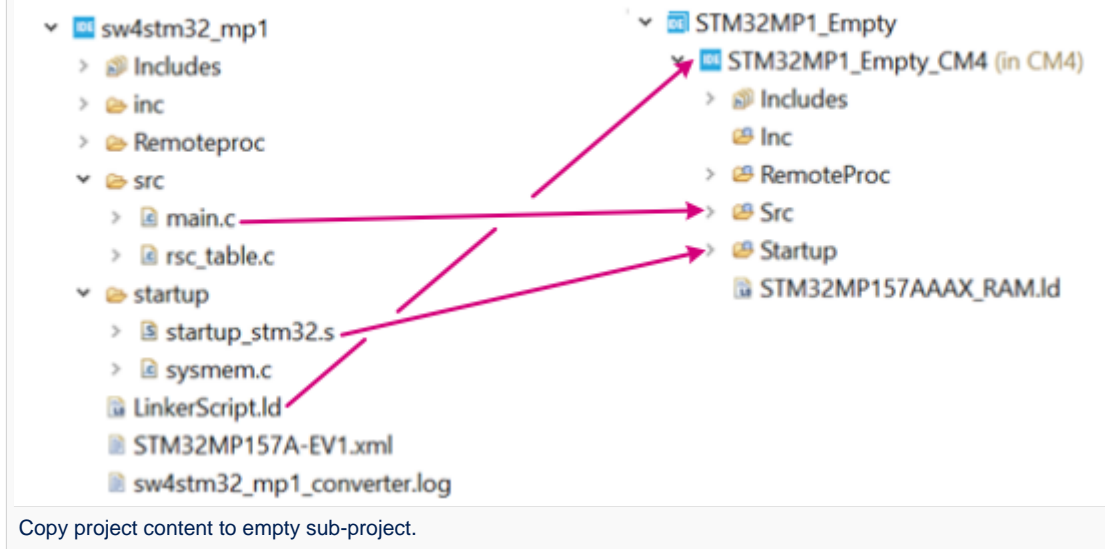 sw4stm32_mp1
Includes
inc
Remoteproc
src
main.c
rsc_table.c
startup
startup_stm32.s
sysmem.c
LinkerScript.ld
STM32MP157A-EV1.xml
sw4stm32_mp1_converter.log
STM32MP1_Empty
STM32MP1_Empty_CM4 (in CM4)
Includes
Inc
RemoteProc
Src
Startup
STM32MP157AAAX_RAM.ld
Copy project content to empty sub-project.